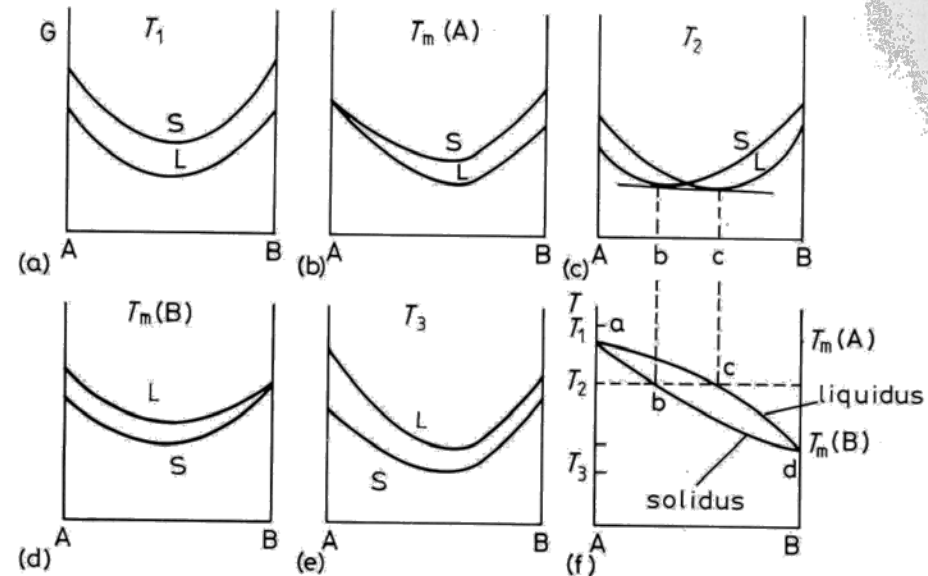 G
T₁
S
L
A B
(a)
Tₘ(A)
S
L
A B
(b)
T₂
S
L
A b c B
(c)
Tₘ(B)
L
S
A B
(d)
T₃
L
S
A B
(e)
T
T₁ a
Tₘ(A)
c
T₂
b
liquidus
Tₘ(B)
d
T₃
solidus
A B
(f)